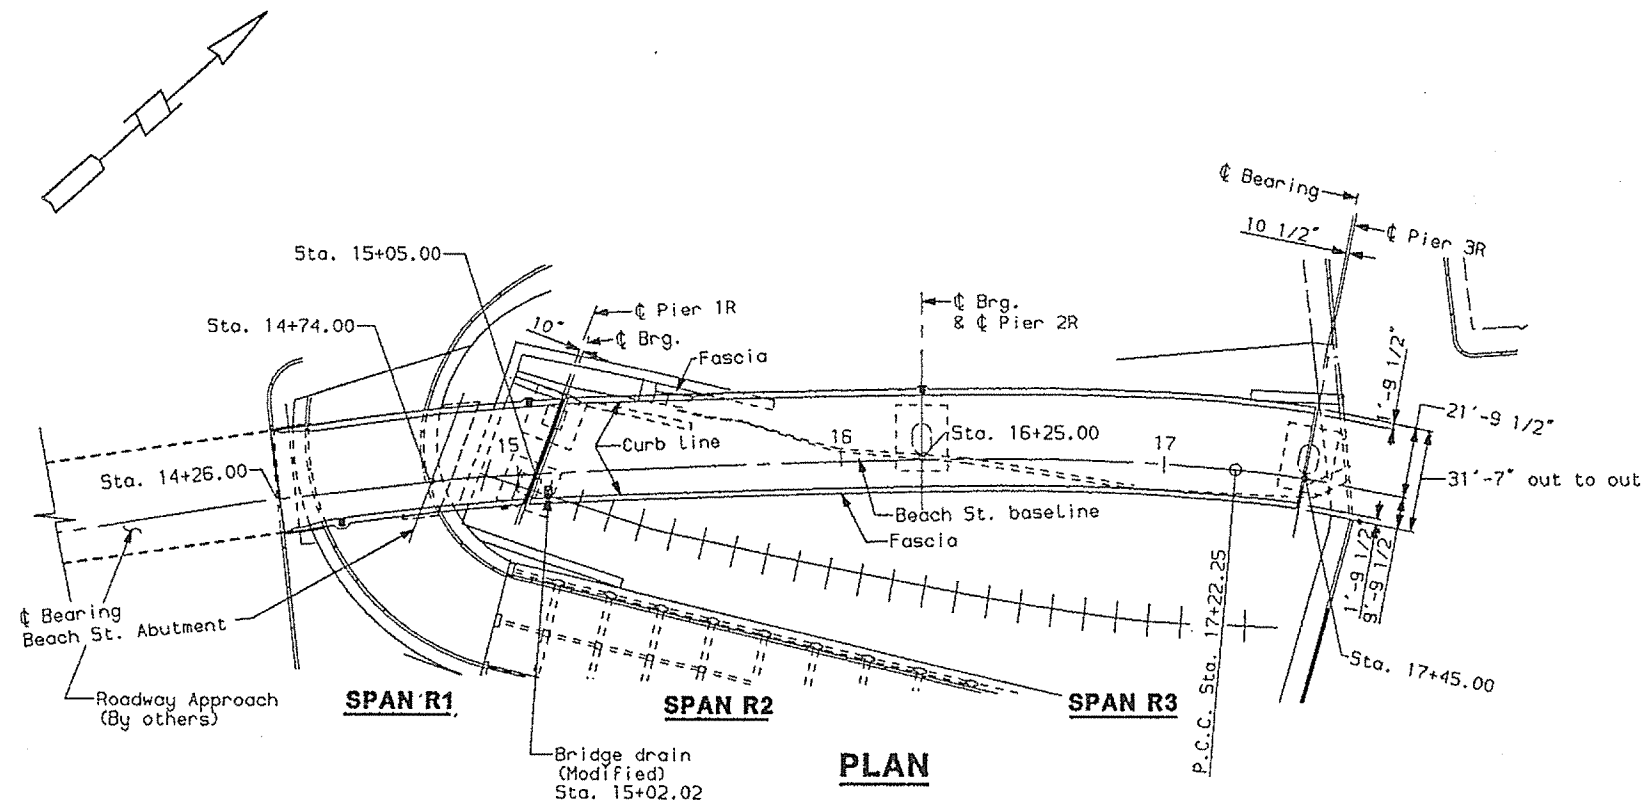 ℄ Bearing
10 1/2"
℄ Pier 3R
Sta. 15+05.00
℄ Pier 1R
℄ Brg.
& ℄ Pier 2R
Sta. 14+74.00
10"
℄ Brg.
Fascia
1'-9 1/2"
21'-9 1/2"
Curb line
15
16
Sta. 16+25.00
17
Sta. 14+26.00
31'-7" out to out
Beach St. baseline
Fascia
1'-9 1/2"
9'-9 1/2"
P.C.C. Sta. 17+22.25
℄ Bearing
Beach St. Abutment
Sta. 17+45.00
Roadway Approach
(By others)
SPAN R1
SPAN R2
SPAN R3
Bridge drain
(Modified)
Sta. 15+02.02
PLAN